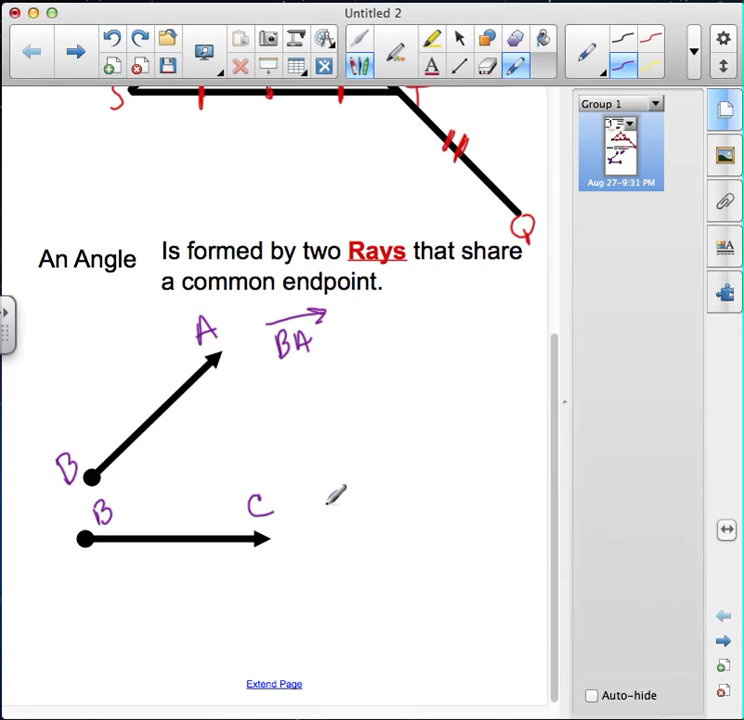 Untitled 2
Group 1
Aug 27-9:31 PM
S
T
Q
An Angle
Is formed by two Rays that share
a common endpoint.
A
BA
B
B
C
Extend Page
Auto-hide